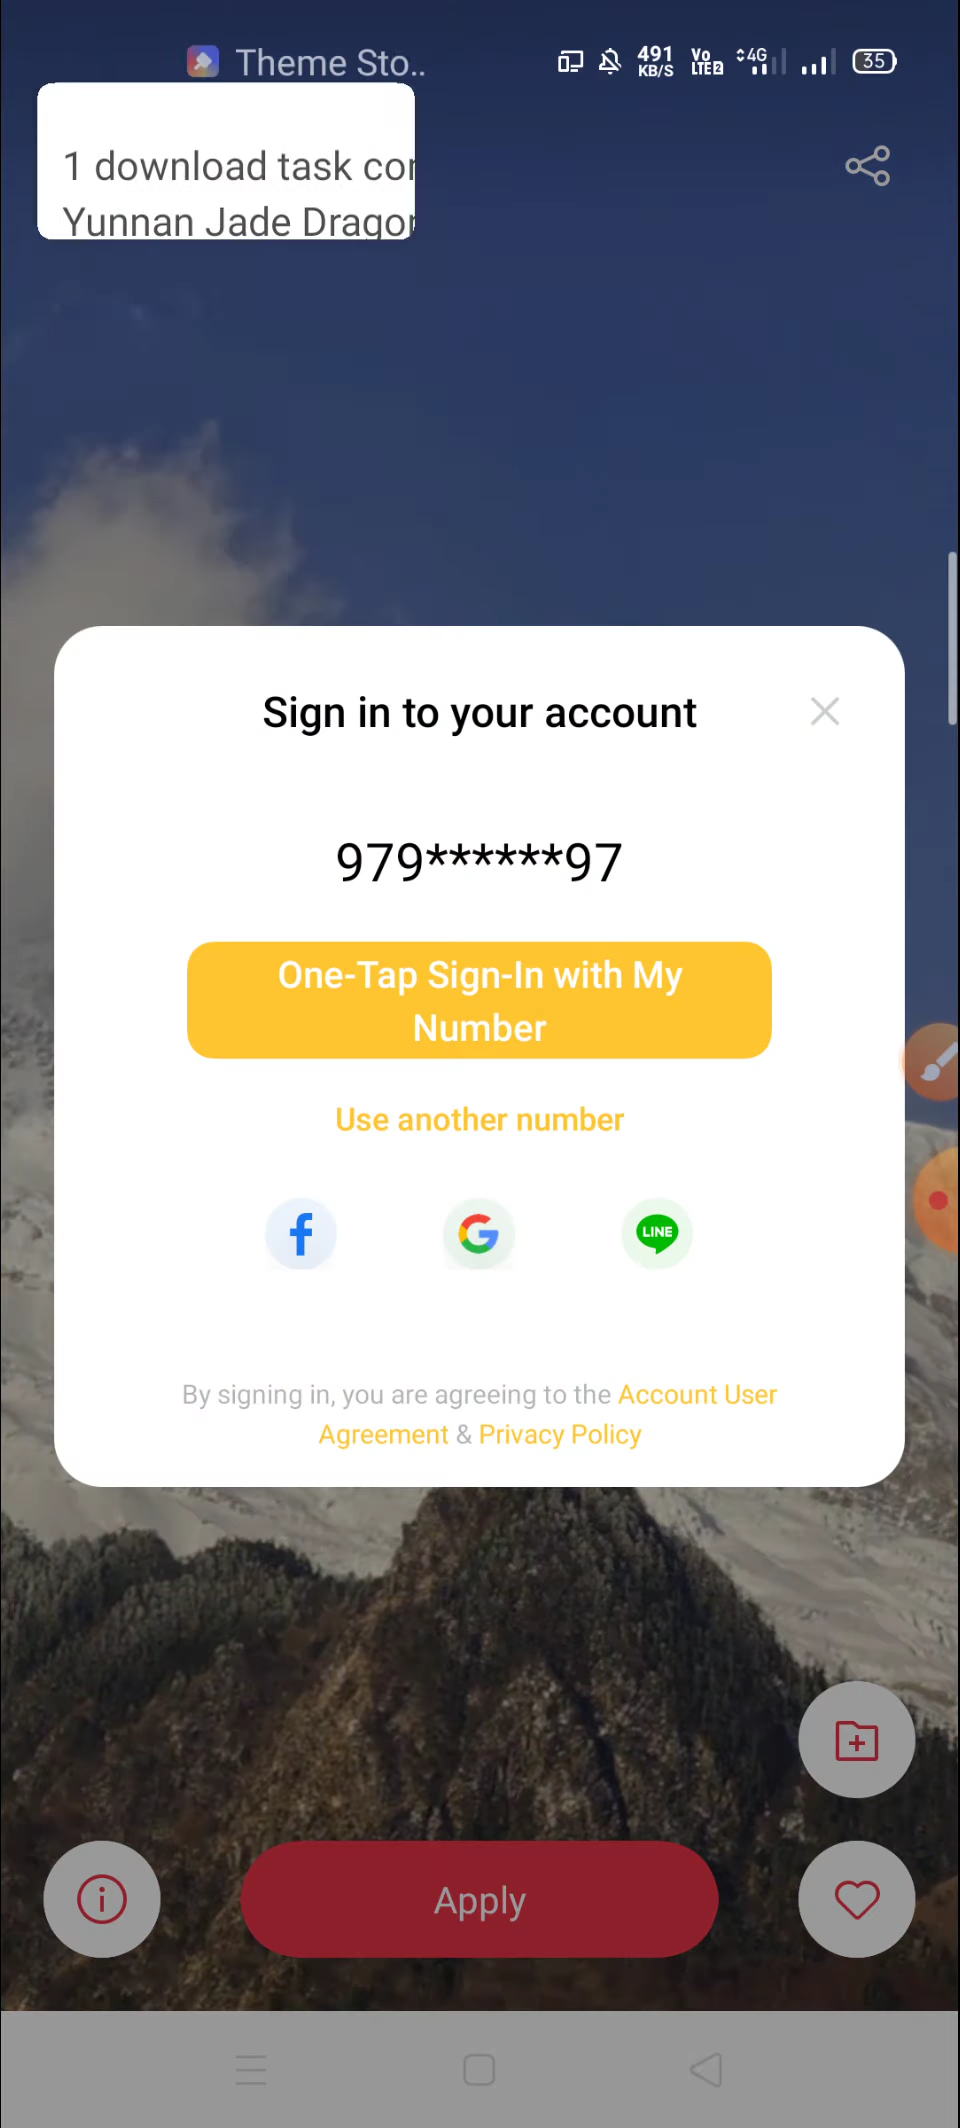 Theme Sto..
491
KB/S
Vo
LTE2
4G
35
1 download task
Yunnan Jade
Sign in to your account
979******97
One-Tap Sign-In with My
Number
Use another number
LINE
By signing in, you are agreeing to the Account User
Agreement & Privacy Policy
Apply